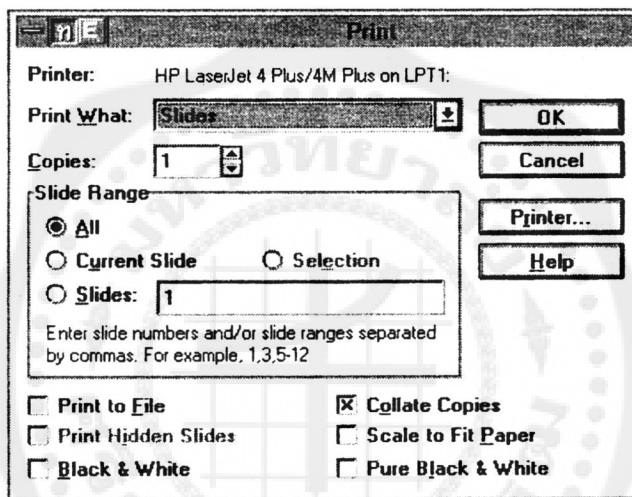 Print
Printer: HP LaserJet 4 Plus/4M Plus on LPT1:
Print What: Slides
OK
Copies: 1
Cancel
Slide Range
All
Printer...
Current Slide Selection
Help
Slides: 1
Enter slide numbers and/or slide ranges separated
by commas. For example, 1,3,5-12
Print to File Collate Copies
Print Hidden Slides Scale to Fit Paper
Black & White Pure Black & White